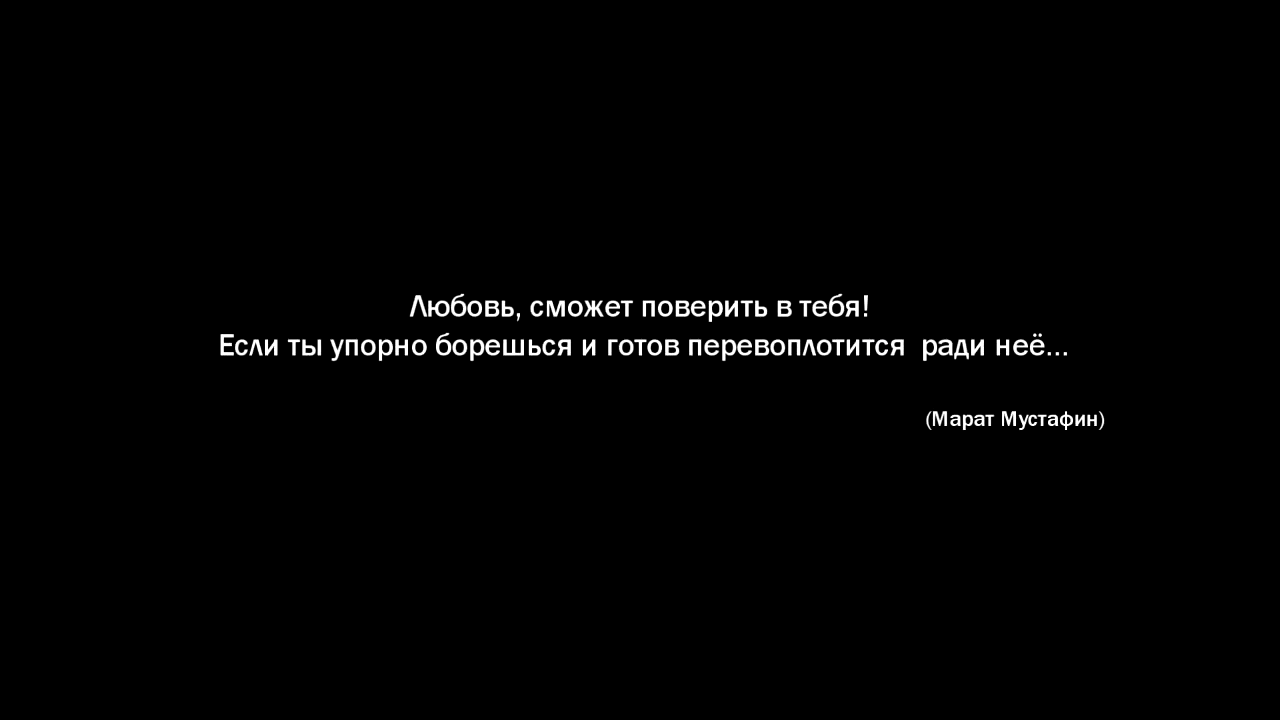 Любовь, сможет поверить в тебя!
Если ты упорно борешься и готов перевоплотится  ради неё...
(Марат Мустафин)